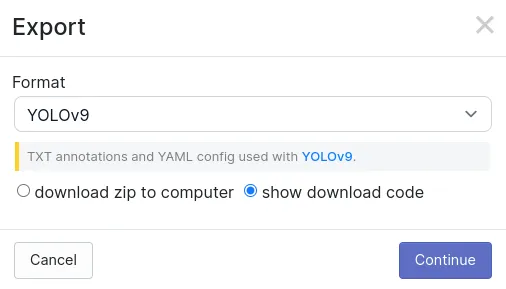 Export
Format
YOLOv9
TXT annotations and YAML config used with YOLOv9.
download zip to computer show download code
Cancel Continue